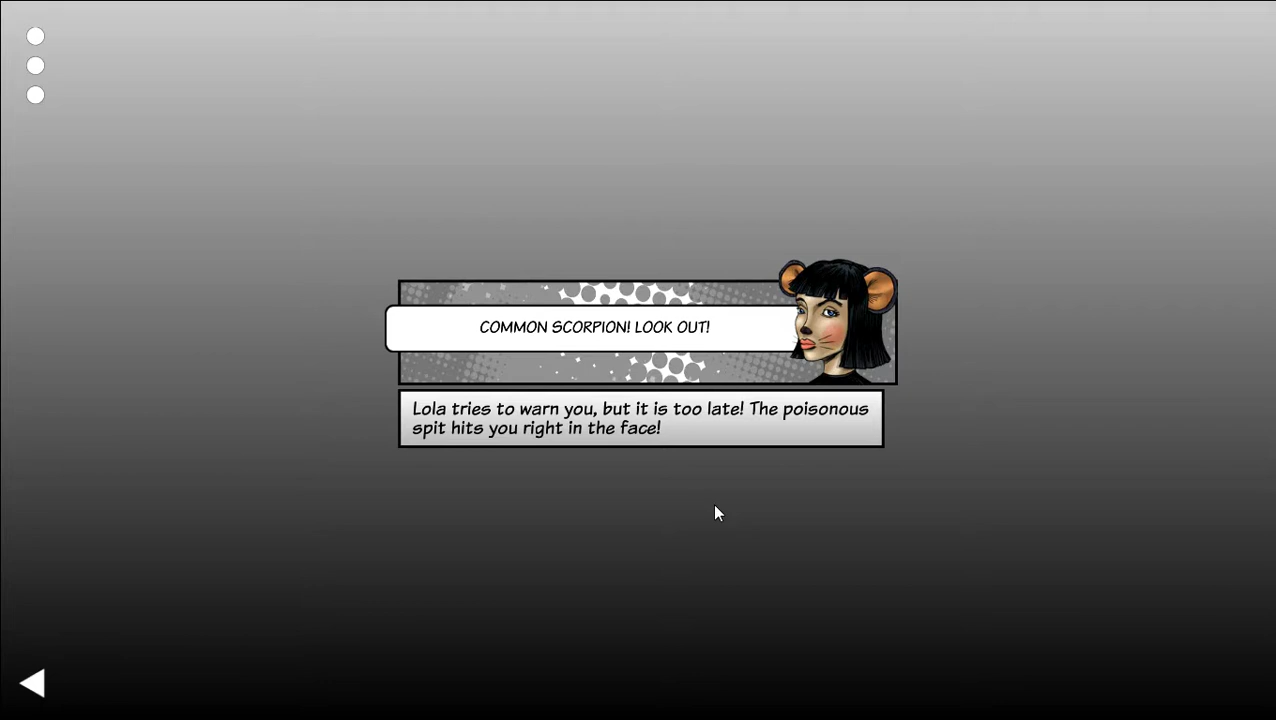 COMMON SCORPION! LOOK OUT!
Lola tries to warn you, but it is too late! The poisonous
spit hits you right in the face!